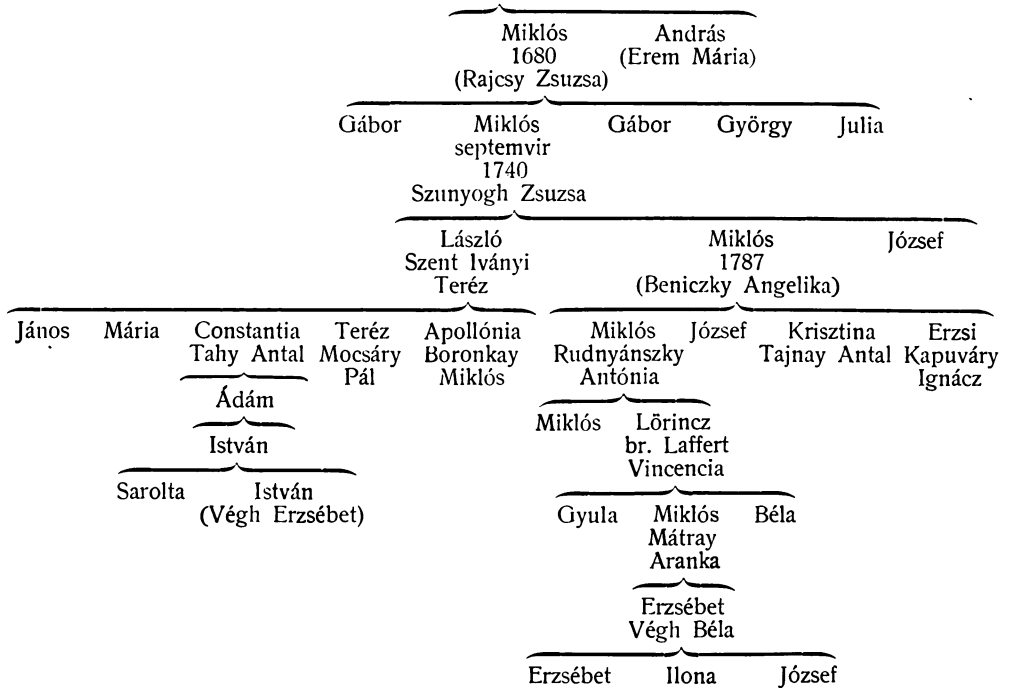 Miklós András
1680 (Erem Mária)
(Rajcsy Zsuzsa)
Gábor Miklós Gábor György Julia
septemvir
1740
Szunyogh Zsuzsa
László Miklós József
Szent Iványi 1787
Teréz (Beniczky Angelika)
János Mária Constantia Teréz Apollónia Miklós József Krisztina Erzsi
Tahy Antal Mocsáry Boronkay Rudnyánszky Tajnay Antal Kapuváry
Pál Miklós Antónia Ignácz
Ádám
Miklós Lörincz
István br. Laffert
Vincencia
Sarolta István
(Végh Erzsébet) Gyula Miklós Béla
Mátray
Aranka
Erzsébet
Végh Béla
Erzsébet Ilona József